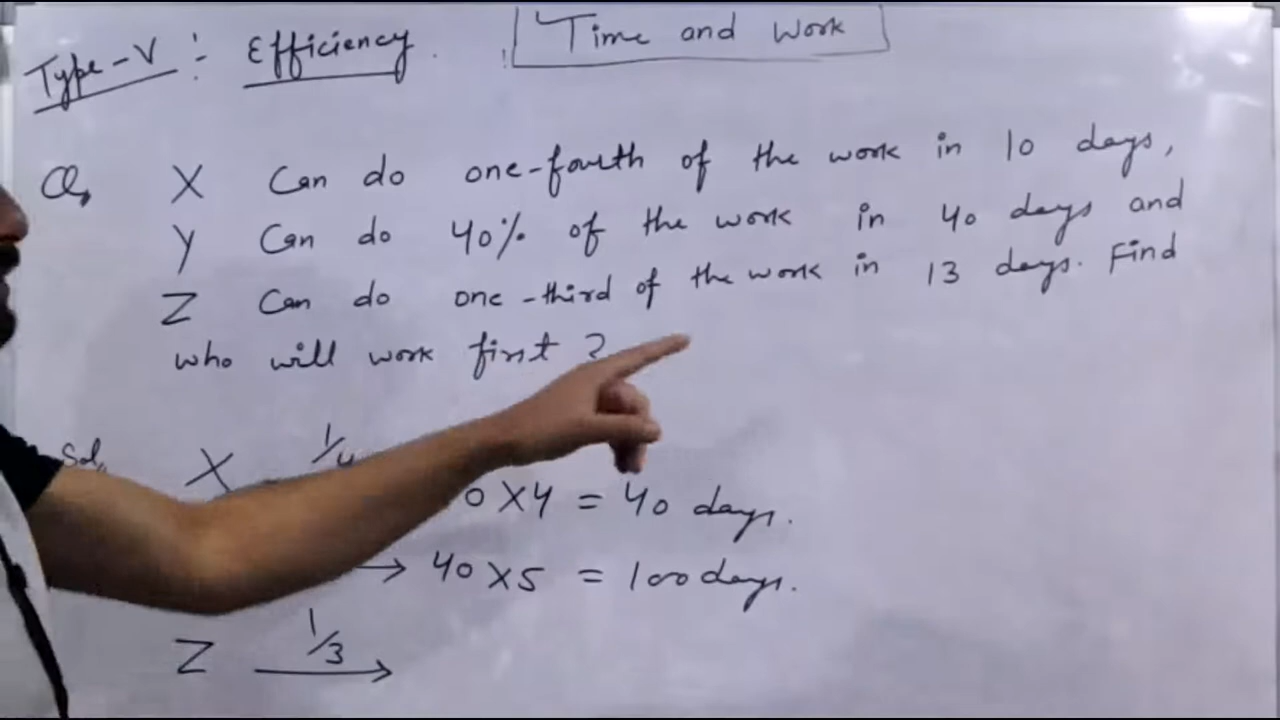 Type-V :- Efficiency.
Time and Work
Q, X Can do one-fourth of the work in 10 days,
Y Can do 40% of the work in 40 days and
Z Can do one-third of the work in 13 days. Find
who will work first ?
Sol,
X 1/4
0 X 4 = 40 days.
→ 40 X 5 = 100 days.
Z 1/3 →